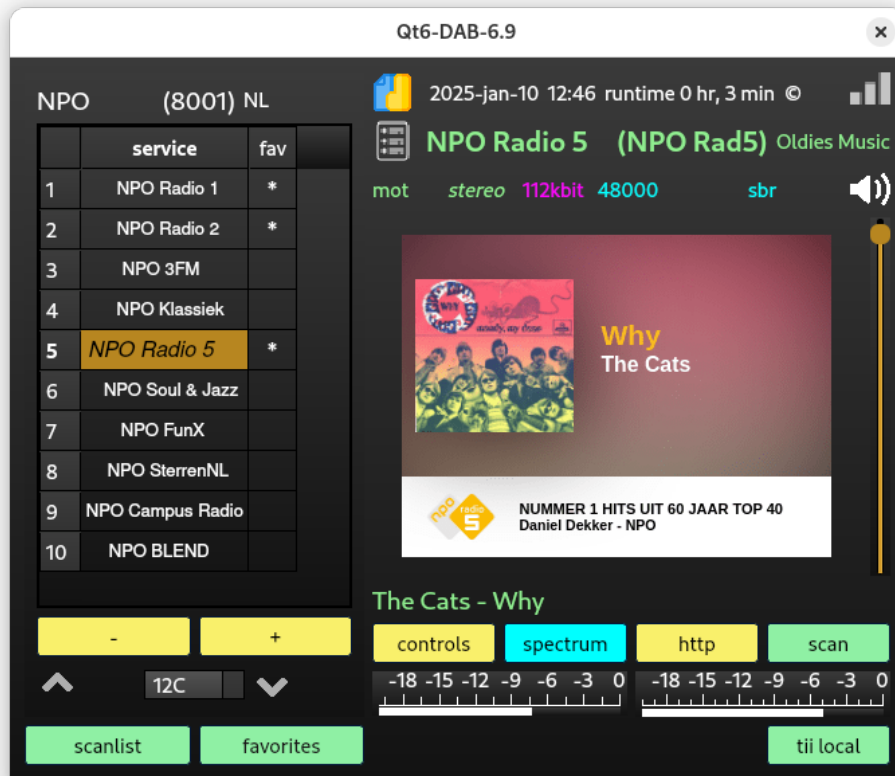 Qt6-DAB-6.9
NPO (8001) NL
service fav
1 NPO Radio 1 *
2 NPO Radio 2 *
3 NPO 3FM
4 NPO Klassiek
5 NPO Radio 5 *
6 NPO Soul & Jazz
7 NPO FunX
8 NPO SterrenNL
9 NPO Campus Radio
10 NPO BLEND
- +
12C
scanlist favorites
2025-jan-10 12:46 runtime 0 hr, 3 min ©
NPO Radio 5 (NPO Rad5) Oldies Music
mot stereo 112kbit 48000 sbr
WHY
Why
The Cats
npo radio 5
NUMMER 1 HITS UIT 60 JAAR TOP 40
Daniel Dekker - NPO
The Cats - Why
controls spectrum http scan
-18 -15 -12 -9 -6 -3 0 -18 -15 -12 -9 -6 -3 0
tii local